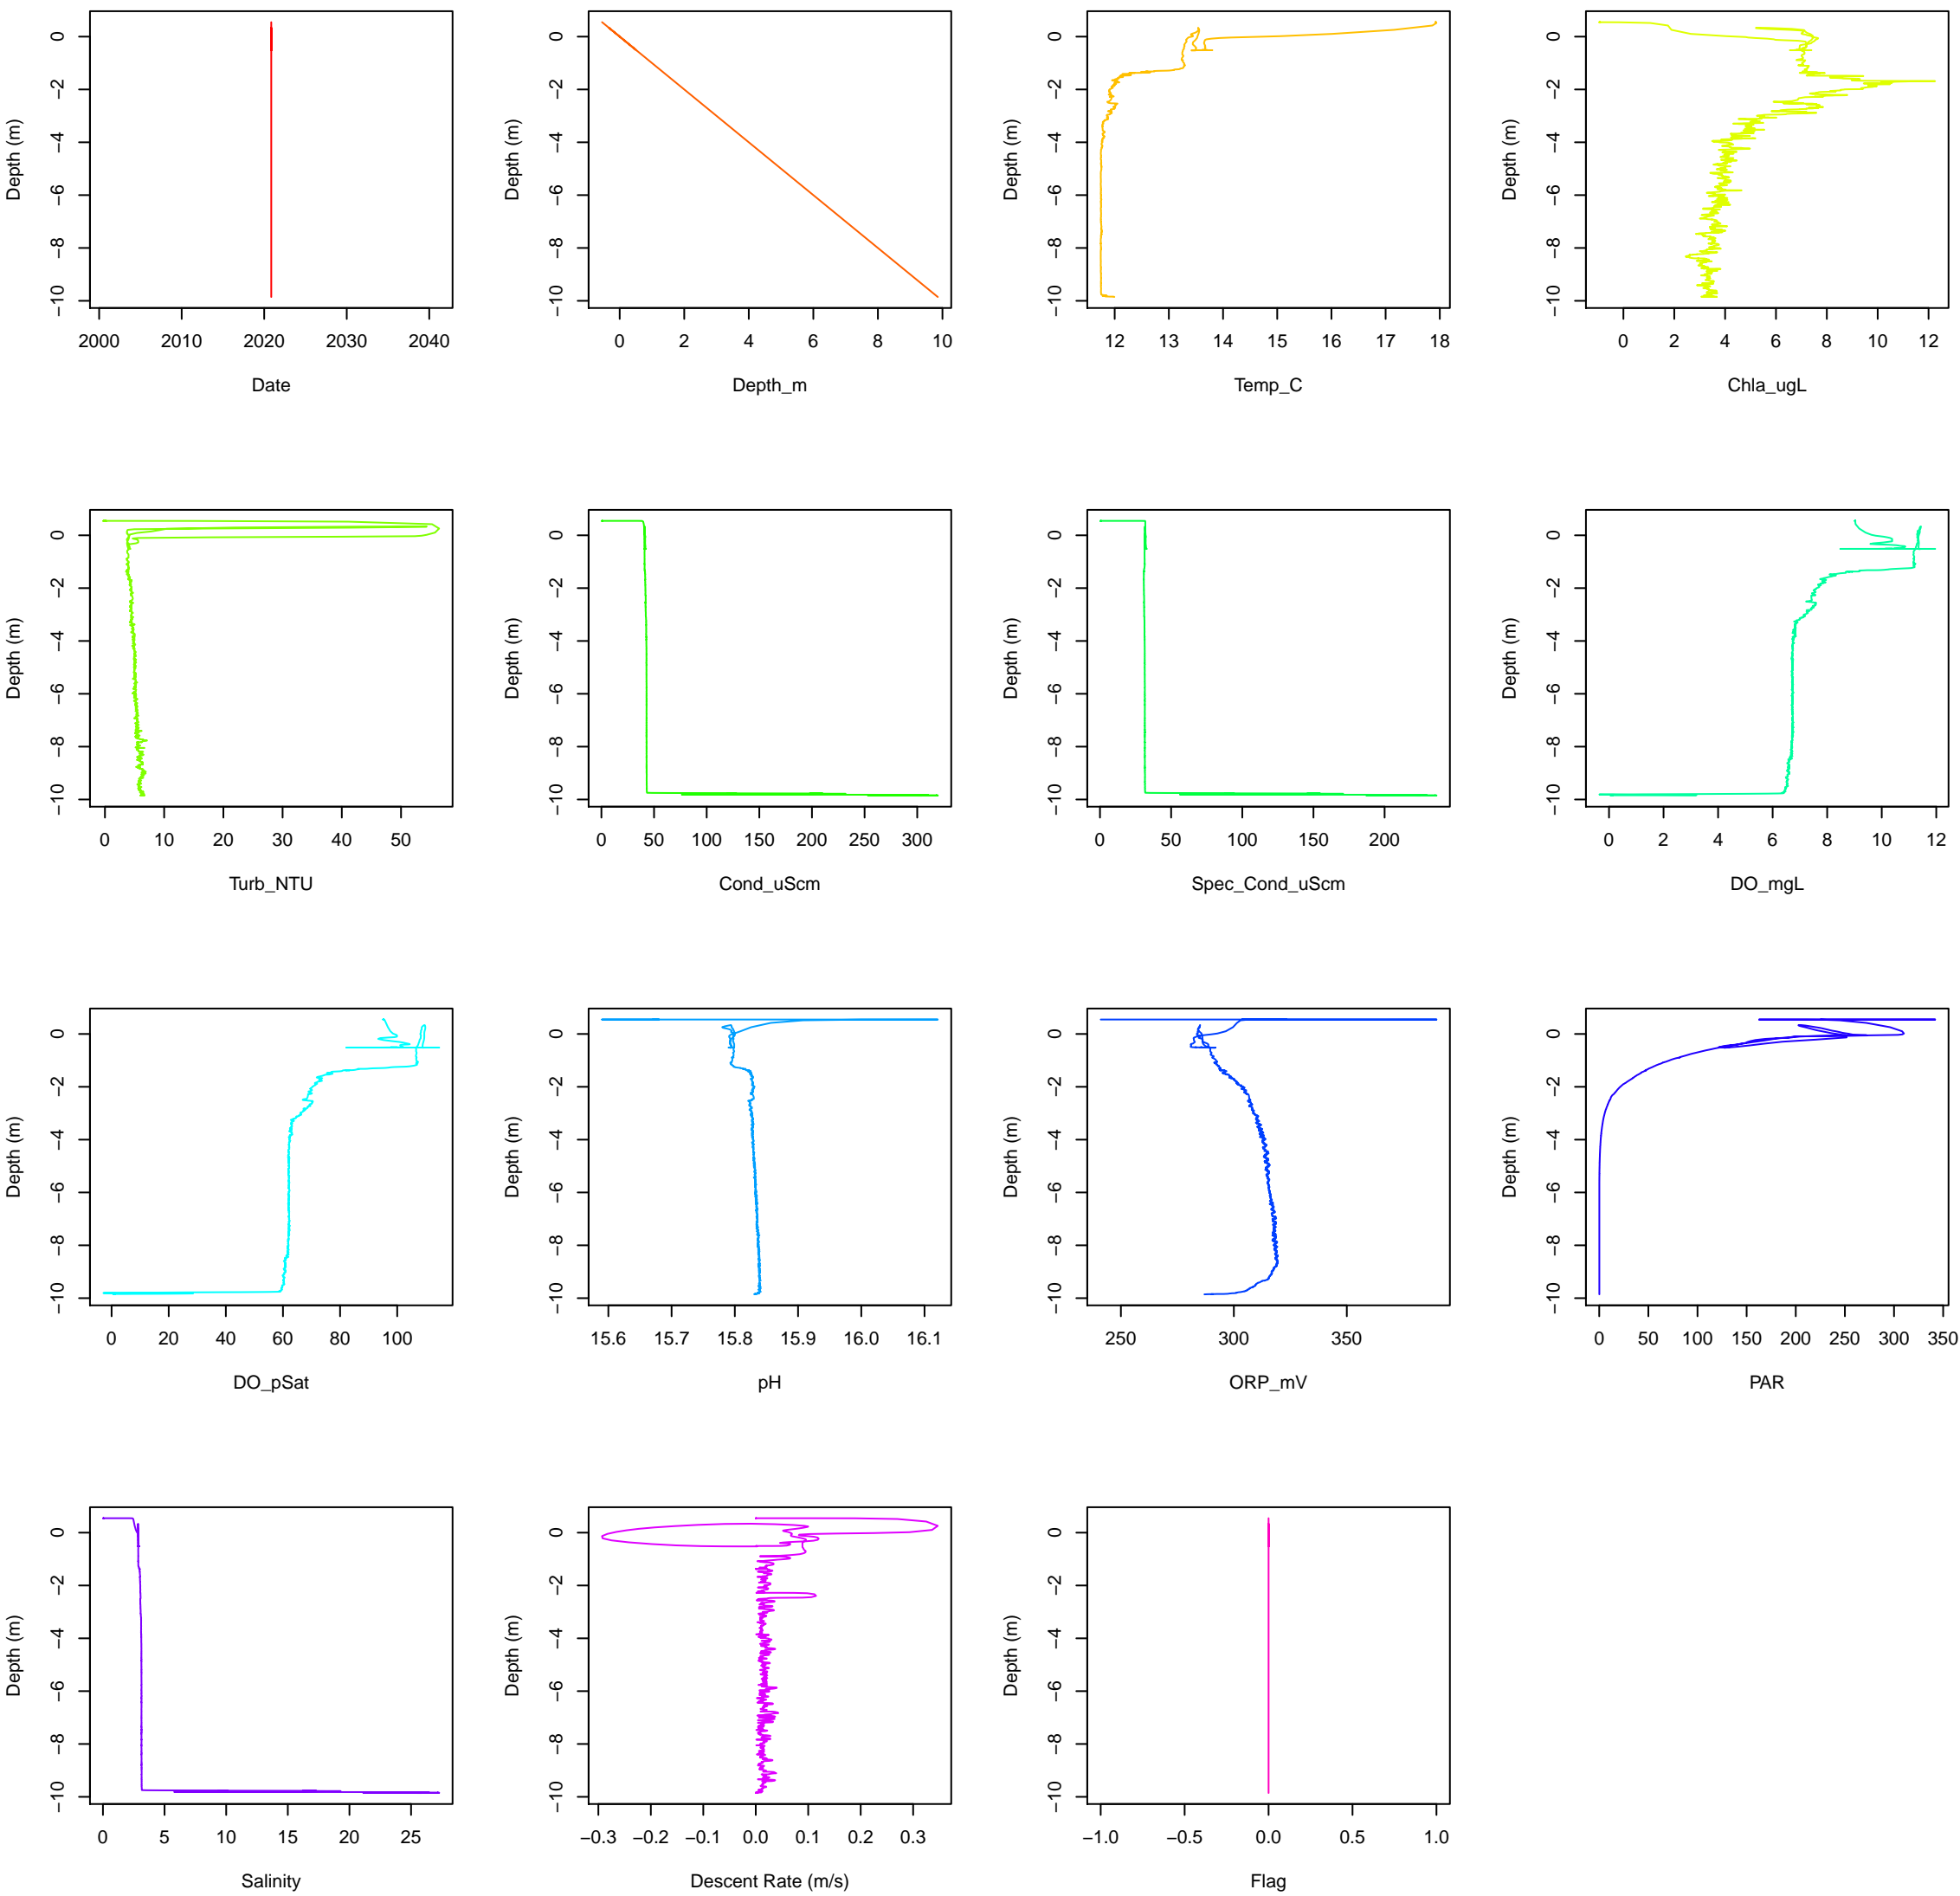 Depth (m)
0
−2
−4
−6
−8
−10
2000 2010 2020 2030 2040
Date
Depth (m)
0
−2
−4
−6
−8
−10
0 2 4 6 8 10
Depth_m
Depth (m)
0
−2
−4
−6
−8
−10
12 13 14 15 16 17 18
Temp_C
Depth (m)
0
−2
−4
−6
−8
−10
0 2 4 6 8 10 12
Chla_ugL
Depth (m)
0
−2
−4
−6
−8
−10
0 10 20 30 40 50
Turb_NTU
Depth (m)
0
−2
−4
−6
−8
−10
0 50 100 150 200 250 300
Cond_uScm
Depth (m)
0
−2
−4
−6
−8
−10
0 50 100 150 200
Spec_Cond_uScm
Depth (m)
0
−2
−4
−6
−8
−10
0 2 4 6 8 10 12
DO_mgL
Depth (m)
0
−2
−4
−6
−8
−10
0 20 40 60 80 100
DO_pSat
Depth (m)
0
−2
−4
−6
−8
−10
15.6 15.7 15.8 15.9 16.0 16.1
pH
Depth (m)
0
−2
−4
−6
−8
−10
250 300 350
ORP_mV
Depth (m)
0
−2
−4
−6
−8
−10
0 50 100 150 200 250 300 350
PAR
Depth (m)
0
−2
−4
−6
−8
−10
0 5 10 15 20 25
Salinity
Depth (m)
0
−2
−4
−6
−8
−10
−0.3 −0.2 −0.1 0.0 0.1 0.2 0.3
Descent Rate (m/s)
Depth (m)
0
−2
−4
−6
−8
−10
−1.0 −0.5 0.0 0.5 1.0
Flag